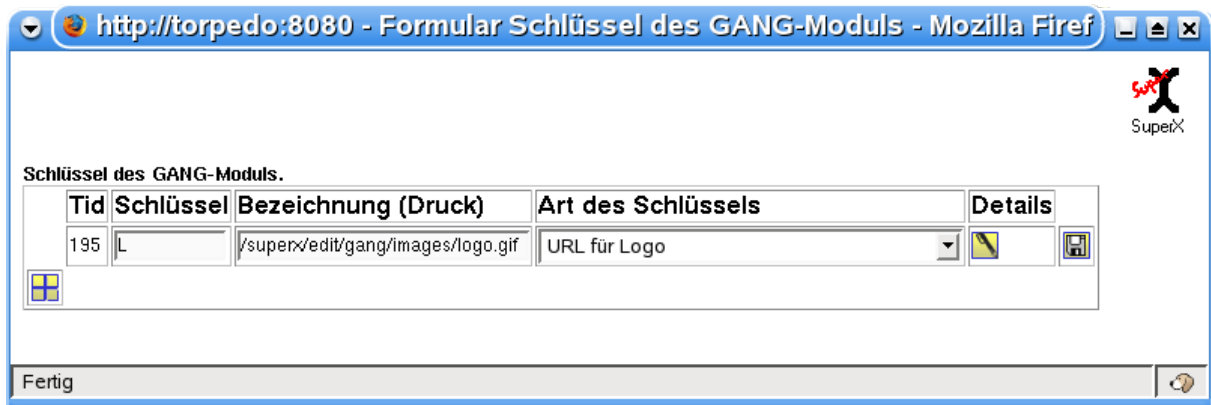 http://torpedo:8080 - Formular Schlüssel des GANG-Moduls - Mozilla Firef
SuperX
SuperX
Schlüssel des GANG-Moduls.
Tid Schlüssel Bezeichnung (Druck) Art des Schlüssels Details
195 L /superx/edit/gang/images/logo.gif URL für Logo
Fertig